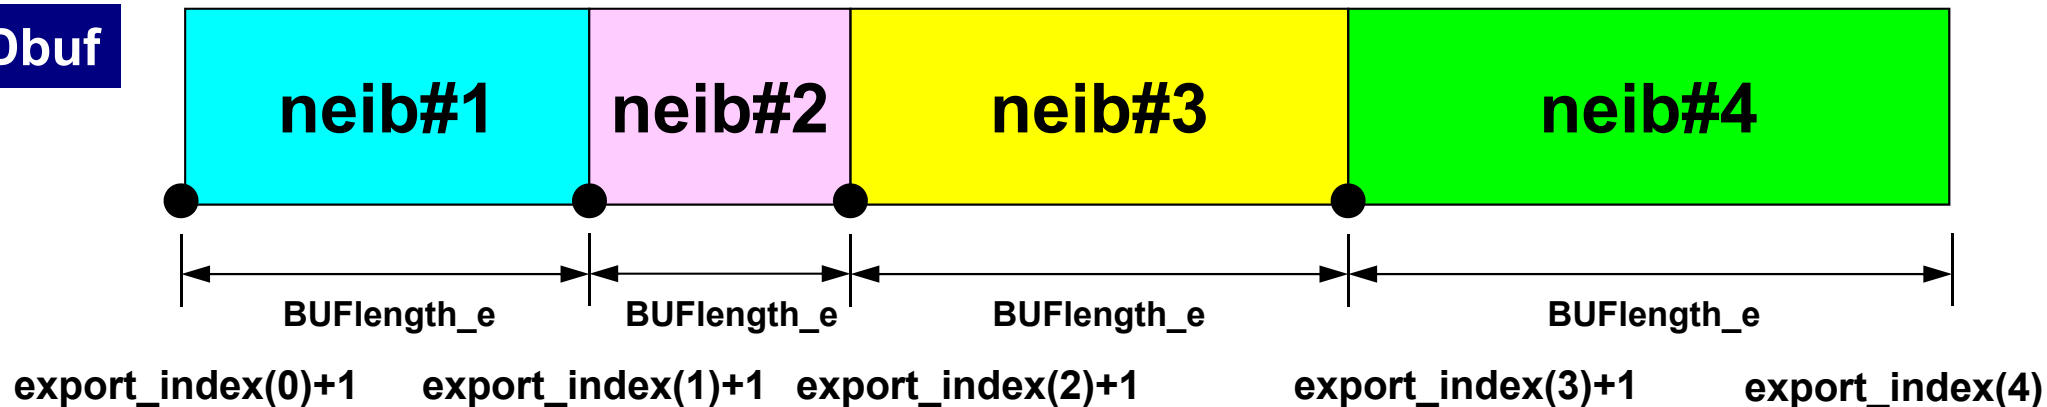 Dbuf
neib#1 neib#2 neib#3 neib#4
BUFlength_e BUFlength_e BUFlength_e BUFlength_e
export_index(0)+1 export_index(1)+1 export_index(2)+1 export_index(3)+1 export_index(4)